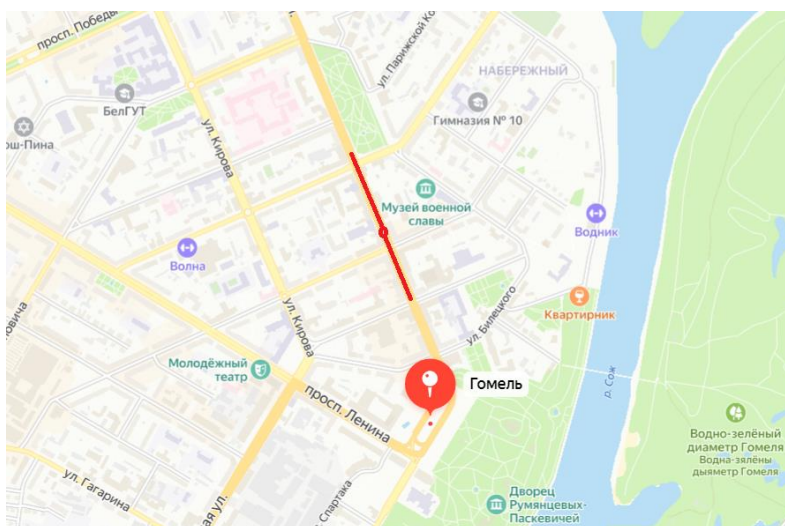 просп. Победы
ул. Парижской Ко
НАБЕРЕЖНЫЙ
БелГУТ
Гимназия № 10
ош-Пина
ул. Кирова
Музей военной
славы
Водник
Волна
Квартирник
ул. Билецкого
ул. Кирова
овича
Молодёжный
театр
Гомель
р. Сож
просп. Ленина
Водно-зелёный
диаметр Гомеля
Водна-зялёны
дыяметр Гомеля
ул. Гагарина
Спартака
ая ул.
Дворец
Румянцевых-
Паскевичей